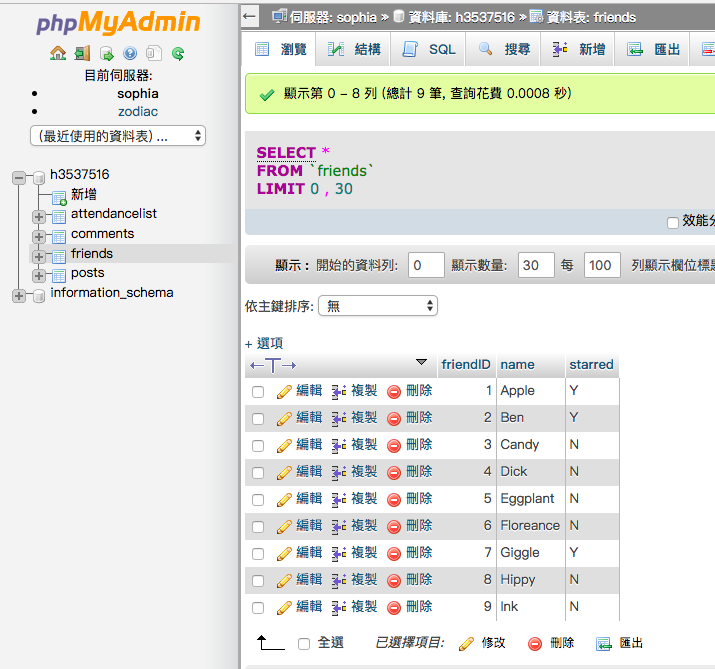 phpMyAdmin
目前伺服器:
sophia
zodiac
(最近使用的資料表) ...
h3537516
新增
attendancelist
comments
friends
posts
information_schema
伺服器: sophia » 資料庫: h3537516 » 資料表: friends
瀏覽 結構 SQL 搜尋 新增 匯出
顯示第 0 - 8 列 (總計 9 筆, 查詢花費 0.0008 秒)
SELECT *
FROM `friends`
LIMIT 0 , 30
效能分
顯示 : 開始的資料列: 0 顯示數量: 30 每 100 列顯示欄位標題
依主鍵排序: 無
+ 選項
←T→ friendID name starred
編輯 複製 刪除 1 Apple Y
編輯 複製 刪除 2 Ben Y
編輯 複製 刪除 3 Candy N
編輯 複製 刪除 4 Dick N
編輯 複製 刪除 5 Eggplant N
編輯 複製 刪除 6 Floreance N
編輯 複製 刪除 7 Giggle Y
編輯 複製 刪除 8 Hippy N
編輯 複製 刪除 9 Ink N
全選 已選擇項目: 修改 刪除 匯出